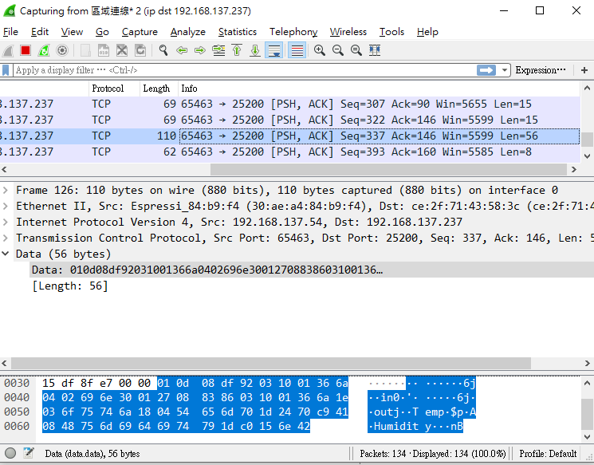 Capturing from 區域連線* 2 (ip dst 192.168.137.237)
File Edit View Go Capture Analyze Statistics Telephony Wireless Tools Help
Apply a display filter ··· <Ctrl-/> Expression··· +
Protocol Length Info
3.137.237 TCP 69 65463 → 25200 [PSH, ACK] Seq=307 Ack=90 Win=5655 Len=15
3.137.237 TCP 69 65463 → 25200 [PSH, ACK] Seq=322 Ack=146 Win=5599 Len=15
3.137.237 TCP 110 65463 → 25200 [PSH, ACK] Seq=337 Ack=146 Win=5599 Len=56
3.137.237 TCP 62 65463 → 25200 [PSH, ACK] Seq=393 Ack=160 Win=5585 Len=8
Frame 126: 110 bytes on wire (880 bits), 110 bytes captured (880 bits) on interface 0
Ethernet II, Src: Espressi_84:b9:f4 (30:ae:a4:84:b9:f4), Dst: ce:2f:71:43:58:3c (ce:2f:71:4
Internet Protocol Version 4, Src: 192.168.137.54, Dst: 192.168.137.237
Transmission Control Protocol, Src Port: 65463, Dst Port: 25200, Seq: 337, Ack: 146, Len: 5
Data (56 bytes)
Data: 010d08df92031001366a0402696e30012708838603100136…
[Length: 56]
0030 15 df 8f e7 00 00 01 0d 08 df 92 03 10 01 36 6a ········ ······6j
0040 04 02 69 6e 30 01 27 08 83 86 03 10 01 36 6a 1e ··in0·'· ·····6j·
0050 03 6f 75 74 6a 18 04 54 65 6d 70 1d 24 70 c9 41 ·outj··T emp·$p·A
0060 08 48 75 6d 69 64 69 74 79 1d c0 15 6e 42 ·Humidit y···nB
Data (data.data), 56 bytes Packets: 134 · Displayed: 134 (100.0%) Profile: Default